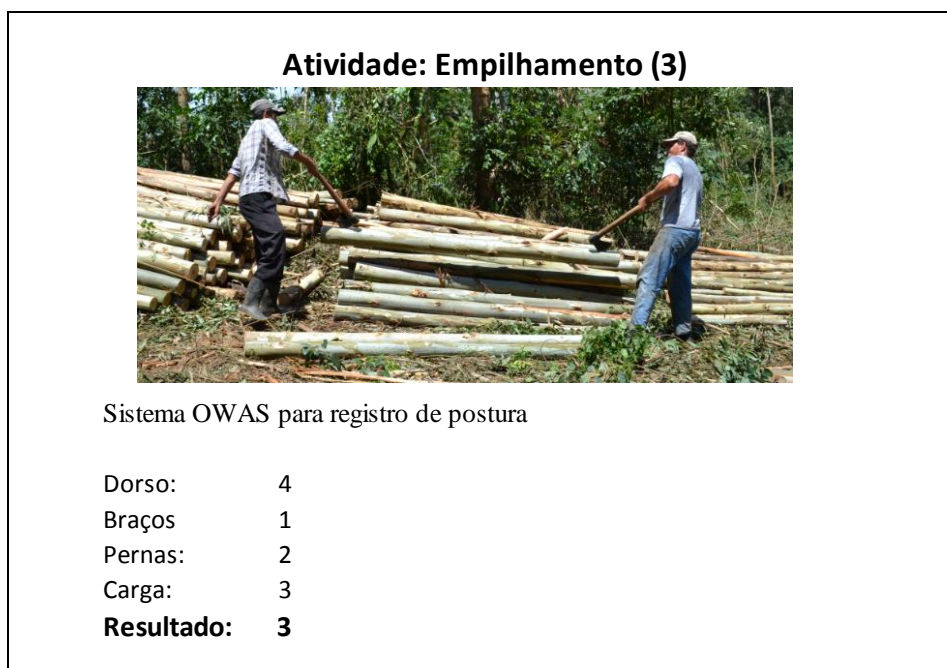 Atividade: Empilhamento (3)
Sistema OWAS para registro de postura
Dorso: 4
Braços 1
Pernas: 2
Carga: 3
Resultado: 3